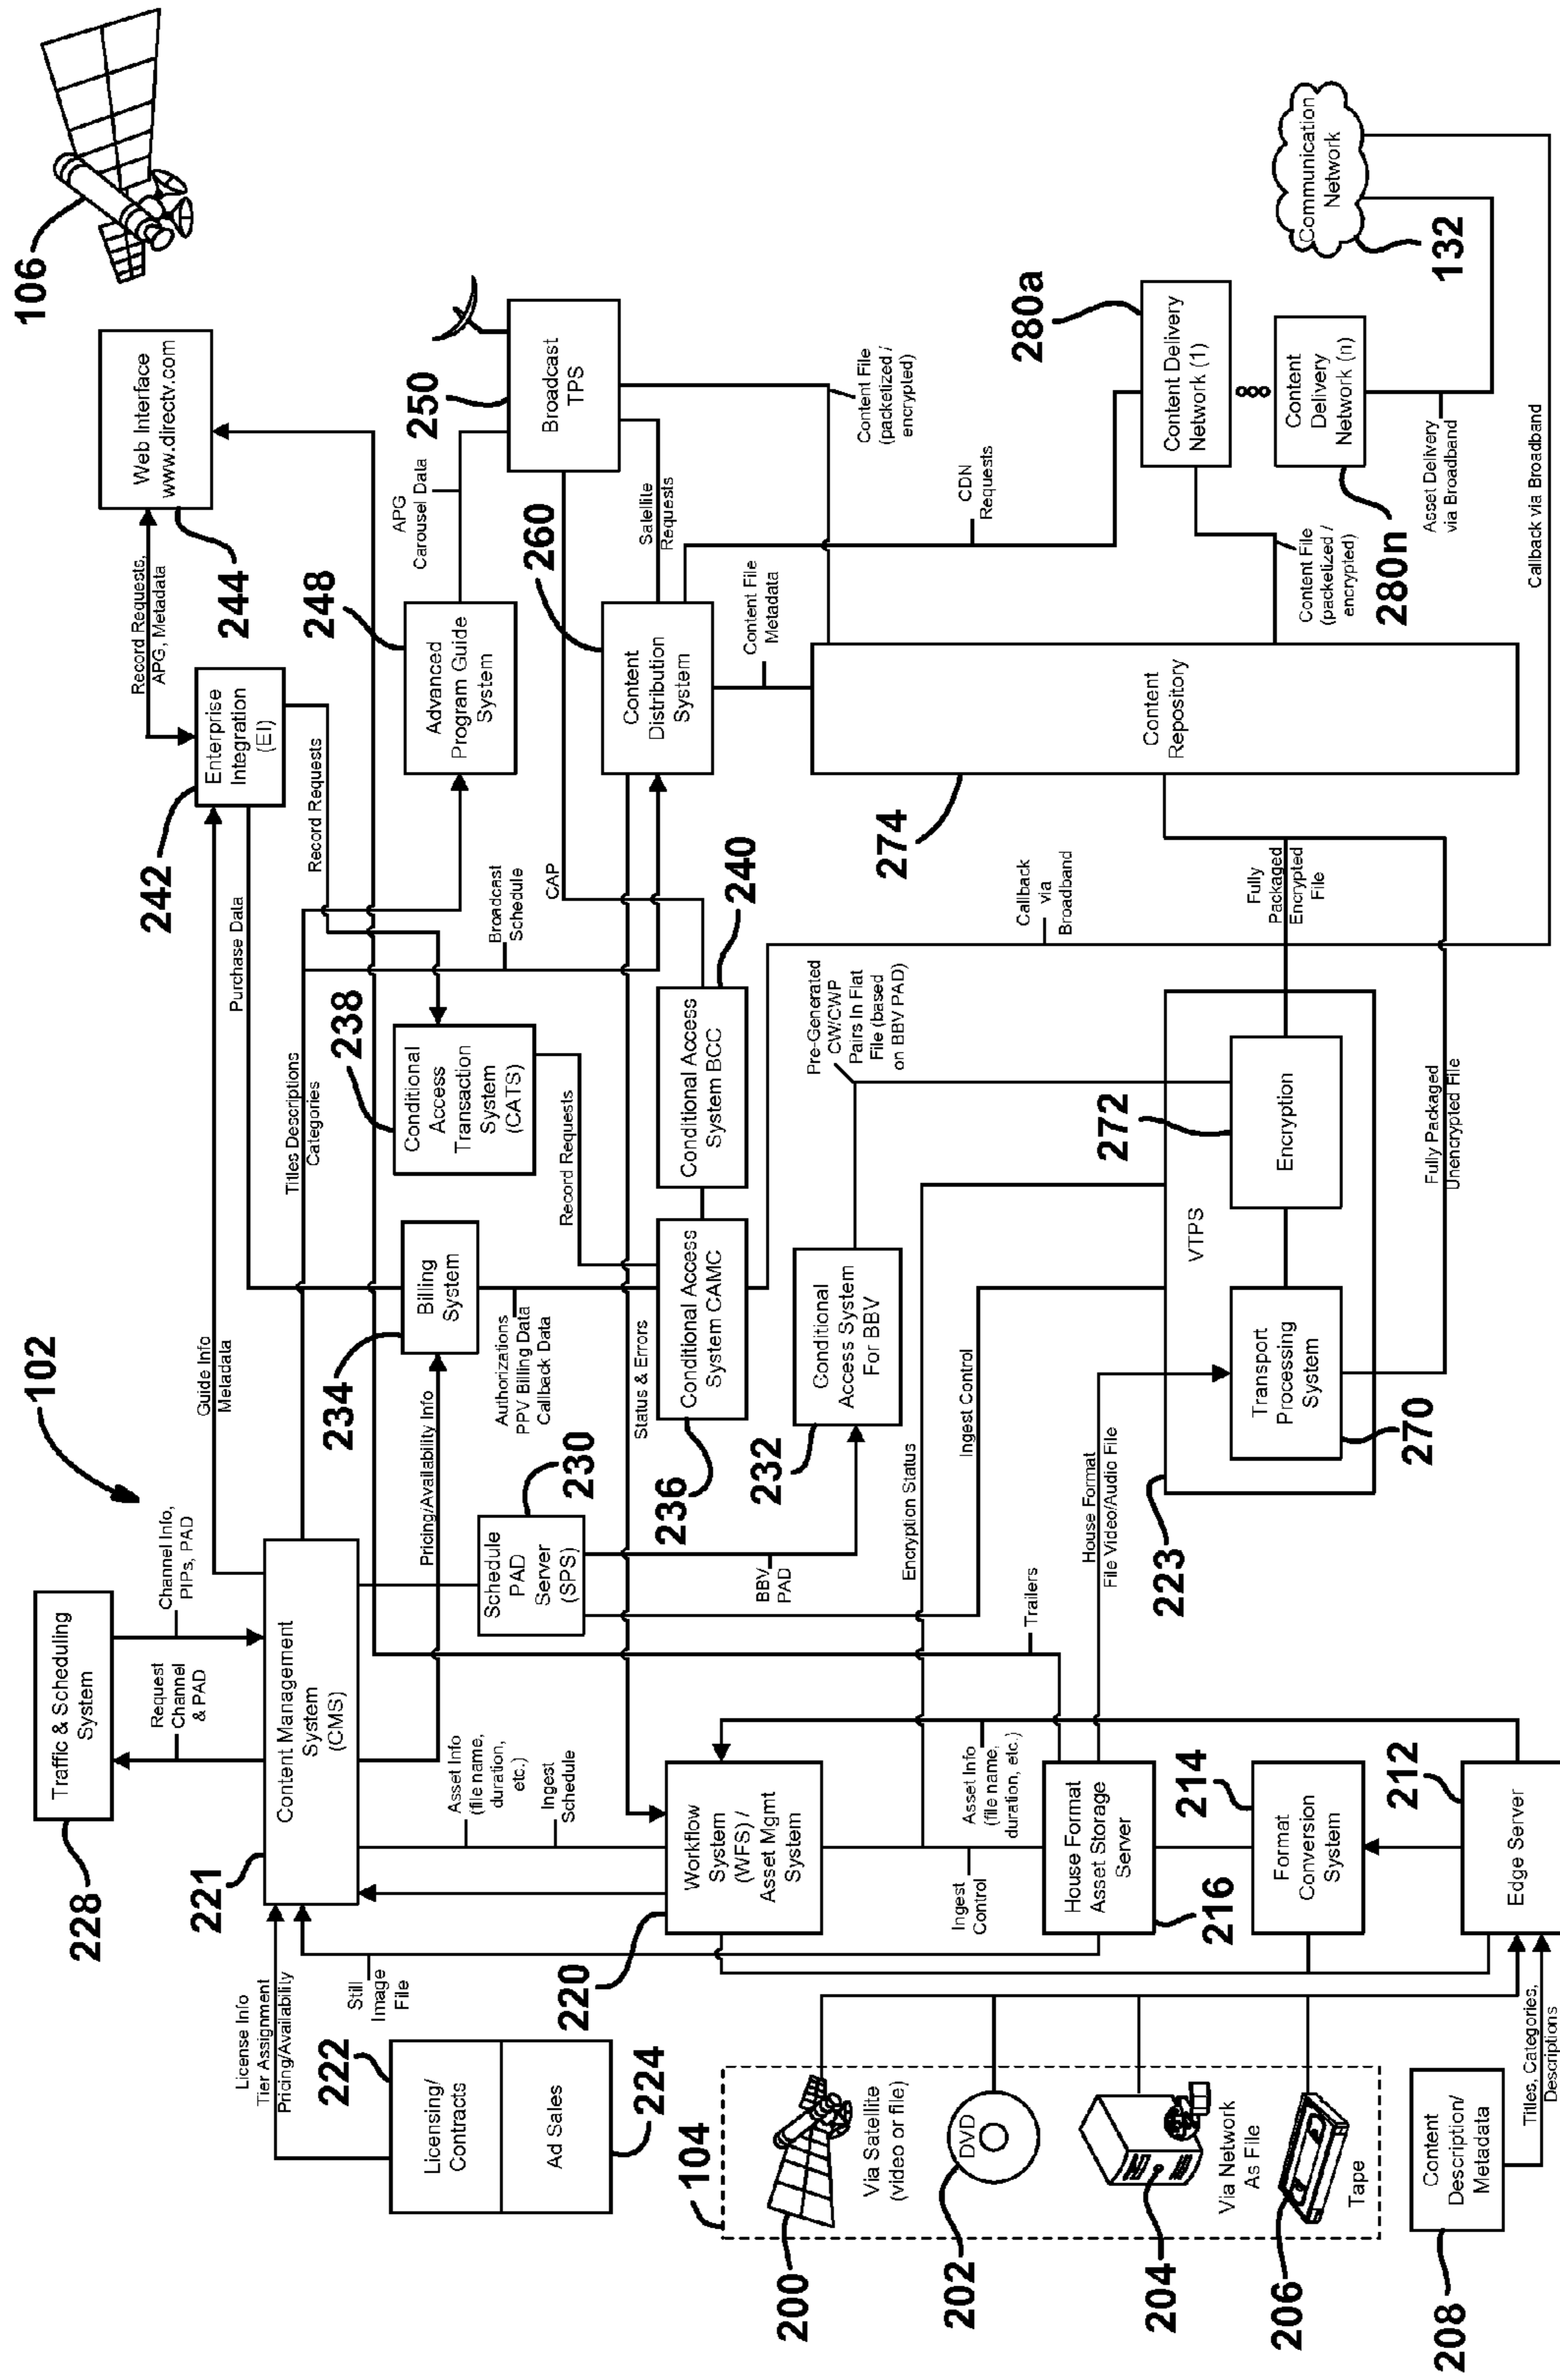 102
106
228
Traffic & Scheduling
System
Request
Channel
& PAD
Channel Info,
PIPs, PAD
License Info
Tier Assignment
Pricing/Availability
221
Content Management
System
(CMS)
Guide Info
Metadata
Titles Descriptions
Categories
Purchase Data
242
Enterprise
Integration
(EI)
Record Requests,
APG, Metadata
Web Interface
www.directv.com
244
Record Requests
222
Licensing/
Contracts
Ad Sales
224
Still
Image
File
Asset Info
(file name,
duration,
etc.)
Ingest
Schedule
Pricing/Availability Info
234
Billing
System
Authorizations
PPV Billing Data
Callback Data
238
Conditional
Access
Transaction
System
(CATS)
Record Requests
Broadcast
Schedule
248
Advanced
Program Guide
System
APG
Carousel Data
250
Broadcast
TPS
CAP
260
Content
Distribution
System
Satellite
Requests
Schedule
PAD
Server
(SPS)
230
BBV
PAD
Status & Errors
236
Conditional Access
System CAMC
Conditional Access
System BCC
240
232
Conditional
Access System
For BBV
Pre-Generated
CW/CWP
Pairs In Flat
File (based
on BBV PAD)
Callback
via
Broadband
Content File
Metadata
Content File
(packetized /
encrypted)
CDN
Requests
220
Workflow
System
(WFS) /
Asset Mgmt
System
Encryption Status
Ingest Control
Trailers
Ingest
Control
Asset Info
(file name,
duration, etc.)
House Format
Asset Storage
Server
216
House Format
File Video/Audio File
223
VTPS
Transport
Processing
System
270
272
Encryption
Fully
Packaged
Encrypted
File
Fully Packaged
Unencrypted File
274
Content
Repository
280a
Content Delivery
Network (1)
Content
Delivery
Network (n)
280n
Content File
(packetized /
encrypted)
Asset Delivery
via Broadband
Communication
Network
132
Callback via Broadband
104
200
Via Satellite
(video or file)
202
DVD
204
Via Network
As File
206
Tape
214
Format
Conversion
System
212
Edge Server
208
Content
Description/
Metadata
Titles, Categories,
Descriptions